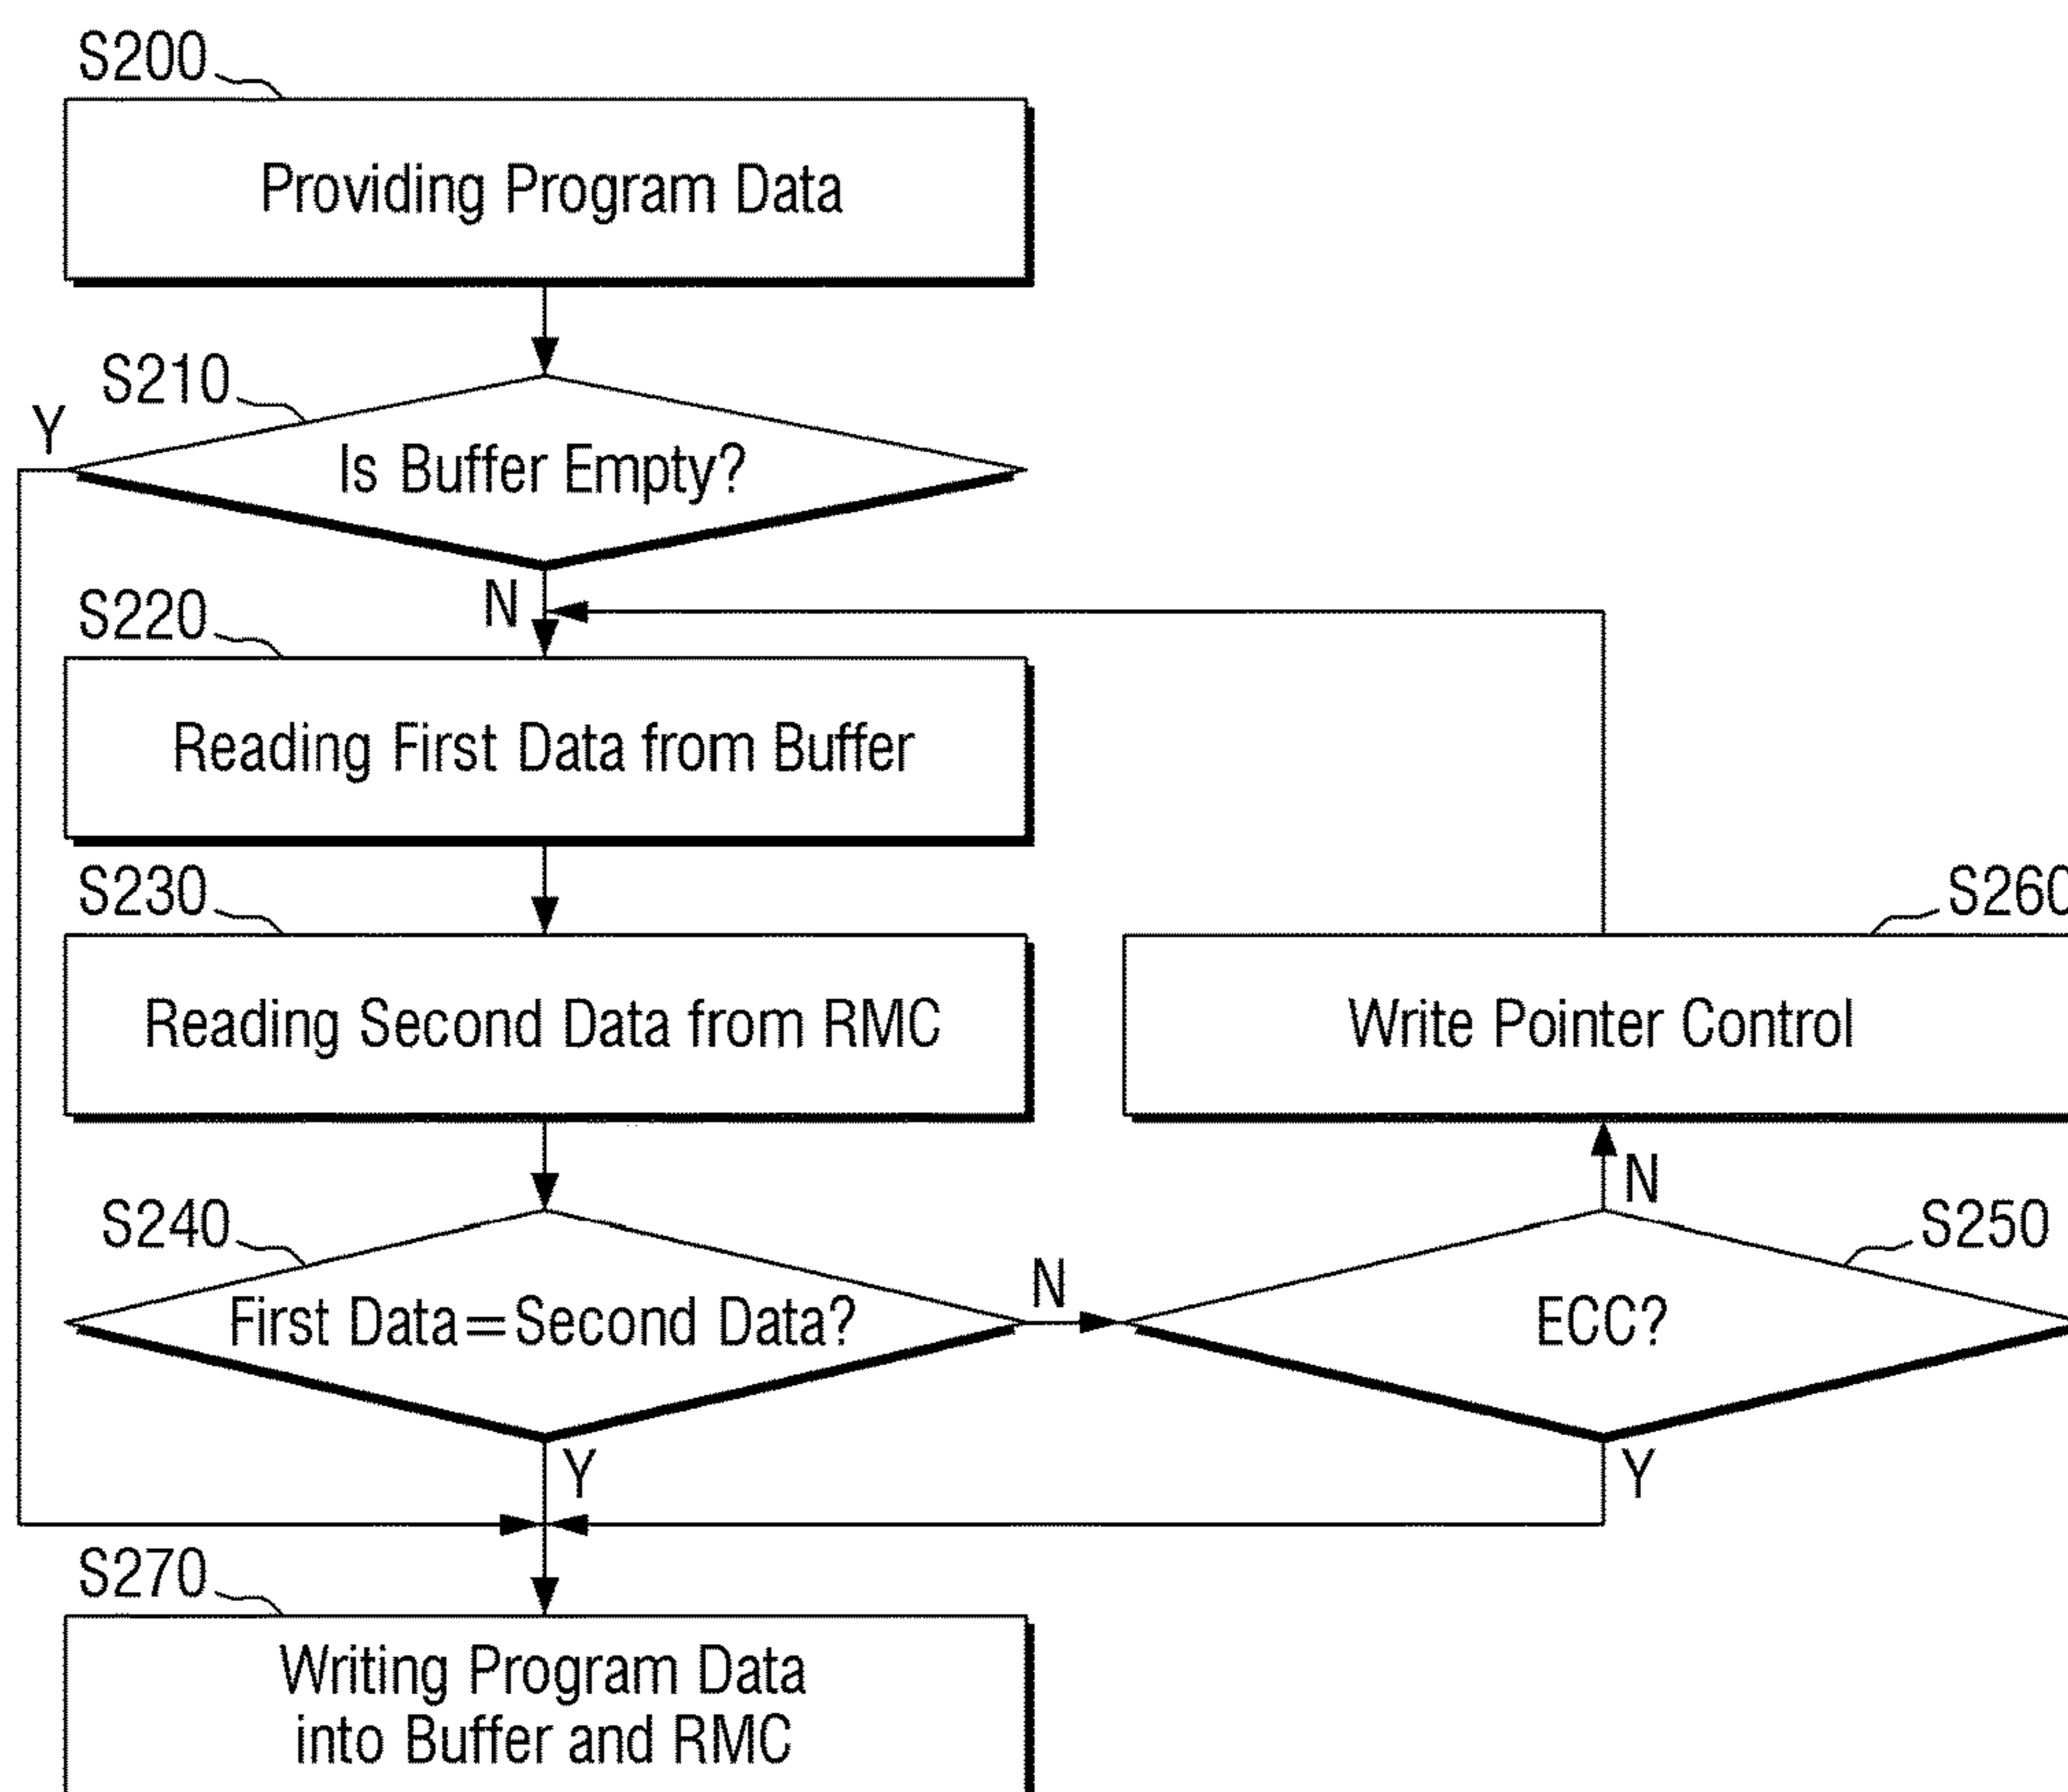 S200
Providing Program Data
S210
Y
Is Buffer Empty?
N
S220
Reading First Data from Buffer
S230
S260
Reading Second Data from RMC
Write Pointer Control
N
S240
S250
N
First Data=Second Data?
ECC?
Y
Y
S270
Writing Program Data
into Buffer and RMC